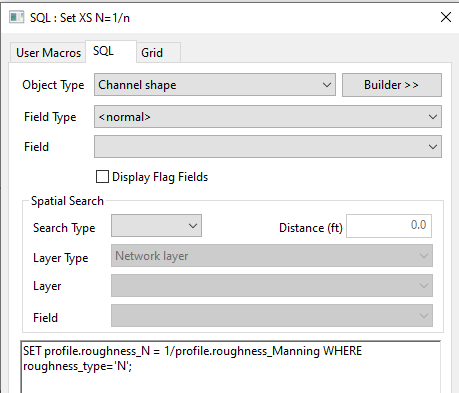 SQL : Set XS N=1/n
User Macros SQL Grid
Object Type Channel shape Builder >>
Field Type <normal>
Field
Display Flag Fields
Spatial Search
Search Type Distance (ft) 0.0
Layer Type Network layer
Layer
Field
SET profile.roughness_N = 1/profile.roughness_Manning WHERE
roughness_type='N';